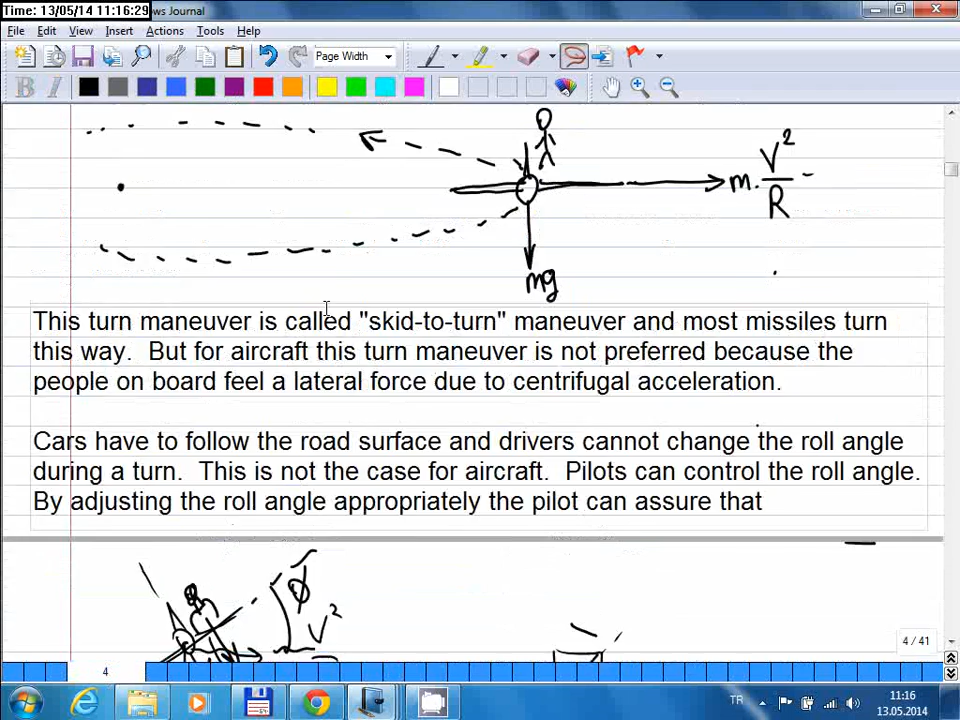 Time: 13/05/14 11:16:29
ows Journal
File Edit View Insert Actions Tools Help
Page Width
B I
m. V²
R
mg
This turn maneuver is called "skid-to-turn" maneuver and most missiles turn
this way. But for aircraft this turn maneuver is not preferred because the
people on board feel a lateral force due to centrifugal acceleration.
Cars have to follow the road surface and drivers cannot change the roll angle
during a turn. This is not the case for aircraft. Pilots can control the roll angle.
By adjusting the roll angle appropriately the pilot can assure that
ϕ
V²
4 / 41
4
TR
11:16
13.05.2014